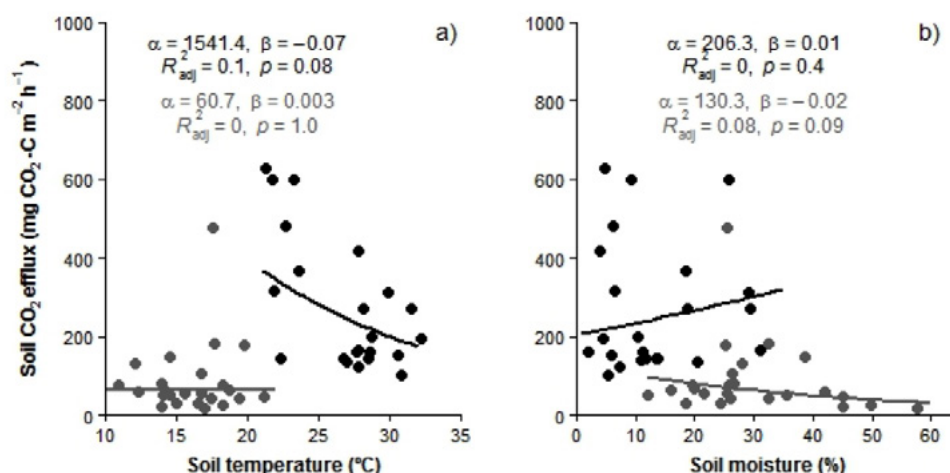 Soil CO₂ efflux (mg CO₂-C m⁻² h⁻¹)
1000
800
600
400
200
0
a)
α = 1541.4, β = −0.07
R²adj = 0.1, p = 0.08
α = 60.7, β = 0.003
R²adj = 0, p = 1.0
10 15 20 25 30 35
Soil temperature (ºC)
1000
800
600
400
200
0
b)
α = 206.3, β = 0.01
R²adj = 0, p = 0.4
α = 130.3, β = −0.02
R²adj = 0.08, p = 0.09
0 10 20 30 40 50 60
Soil moisture (%)